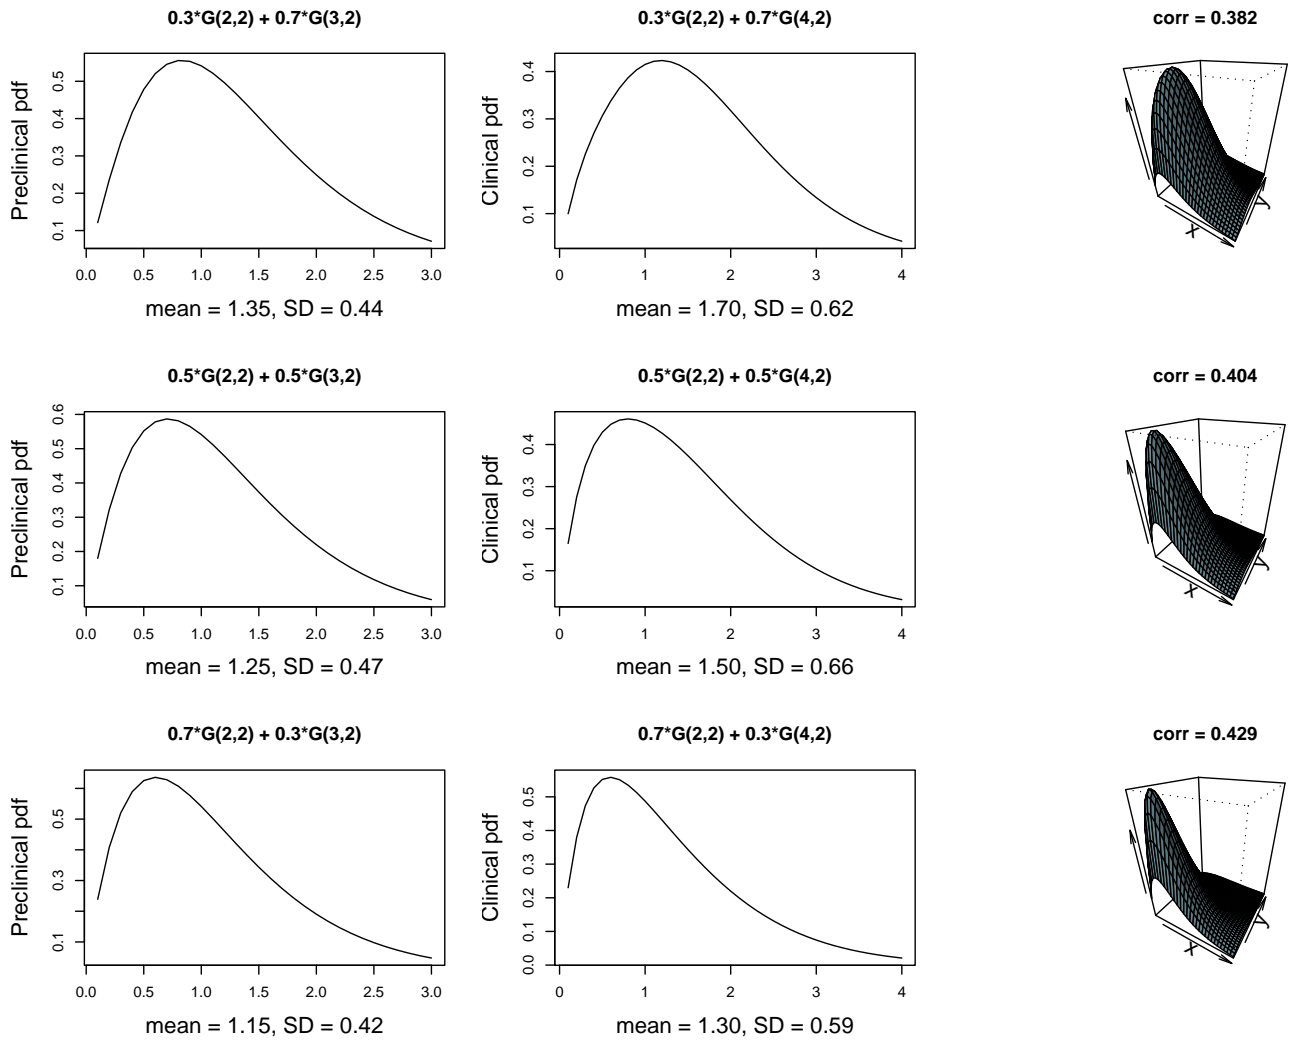 0.3*G(2,2) + 0.7*G(3,2)
0.3*G(2,2) + 0.7*G(4,2)
corr = 0.382
Preclinical pdf
0.1 0.2 0.3 0.4 0.5
0.0 0.5 1.0 1.5 2.0 2.5 3.0
mean = 1.35, SD = 0.44
Clinical pdf
0.1 0.2 0.3 0.4
0 1 2 3 4
mean = 1.70, SD = 0.62
X
Y
0.5*G(2,2) + 0.5*G(3,2)
0.5*G(2,2) + 0.5*G(4,2)
corr = 0.404
Preclinical pdf
0.1 0.2 0.3 0.4 0.5 0.6
0.0 0.5 1.0 1.5 2.0 2.5 3.0
mean = 1.25, SD = 0.47
Clinical pdf
0.1 0.2 0.3 0.4
0 1 2 3 4
mean = 1.50, SD = 0.66
X
Y
0.7*G(2,2) + 0.3*G(3,2)
0.7*G(2,2) + 0.3*G(4,2)
corr = 0.429
Preclinical pdf
0.1 0.3 0.5
0.0 0.5 1.0 1.5 2.0 2.5 3.0
mean = 1.15, SD = 0.42
Clinical pdf
0.0 0.1 0.2 0.3 0.4 0.5
0 1 2 3 4
mean = 1.30, SD = 0.59
X
Y